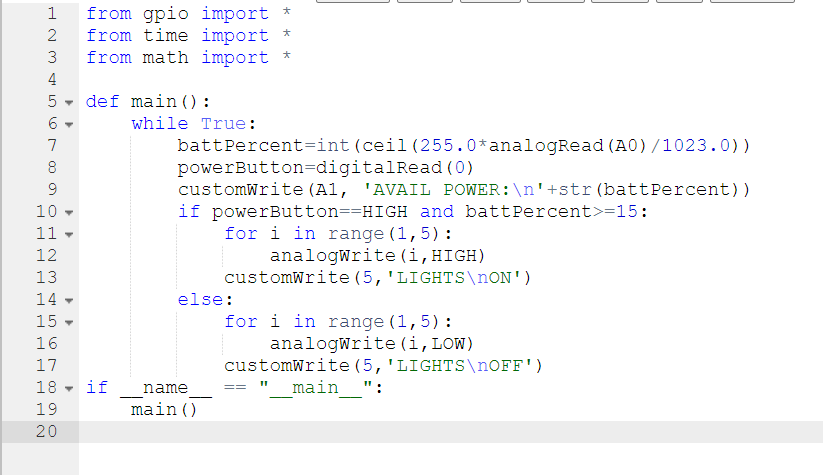 1 from gpio import *
2 from time import *
3 from math import *
4
5 def main():
6     while True:
7         battPercent=int(ceil(255.0*analogRead(A0)/1023.0))
8         powerButton=digitalRead(0)
9         customWrite(A1, 'AVAIL POWER:\n'+str(battPercent))
10         if powerButton==HIGH and battPercent>=15:
11             for i in range(1,5):
12                 analogWrite(i,HIGH)
13             customWrite(5,'LIGHTS\nON')
14         else:
15             for i in range(1,5):
16                 analogWrite(i,LOW)
17             customWrite(5,'LIGHTS\nOFF')
18 if __name__ == "__main__":
19     main()
20